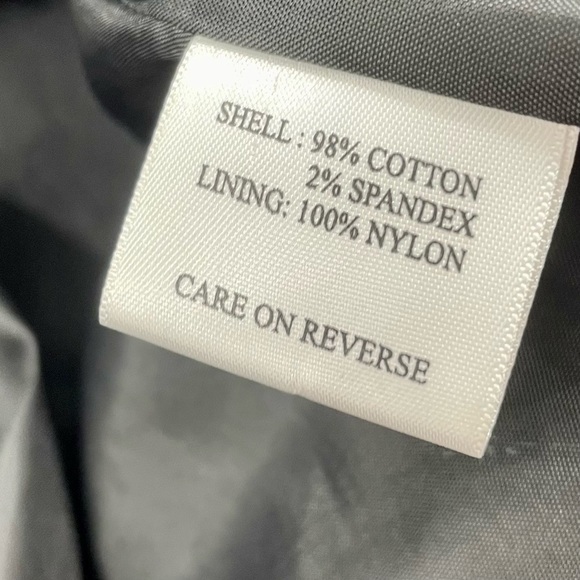 SHELL : 98% COTTON
2% SPANDEX
LINING: 100% NYLON
CARE ON REVERSE